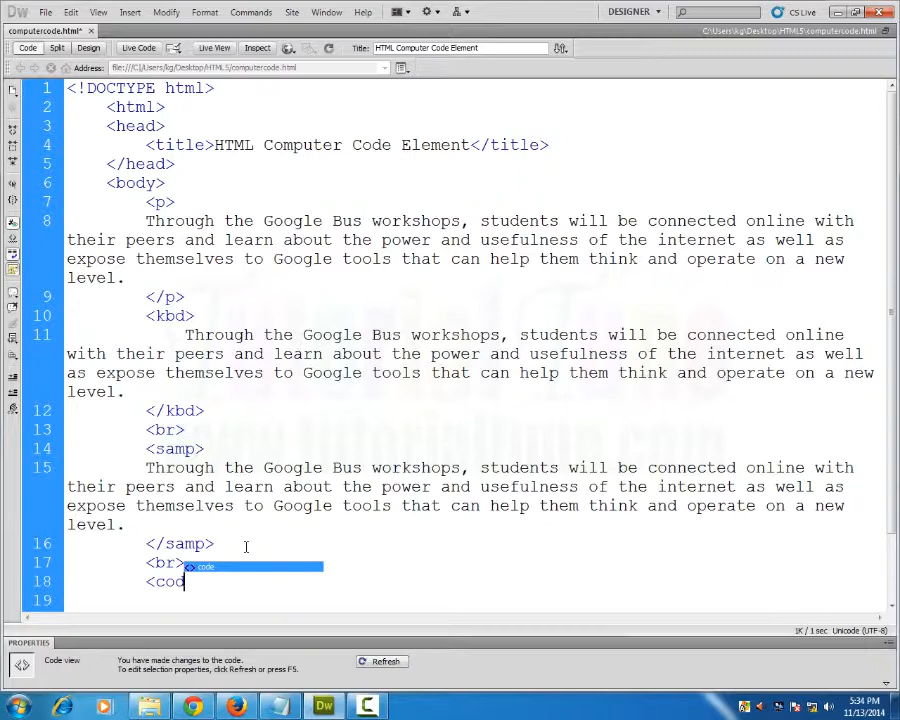 Dw File Edit View Insert Modify Format Commands Site Window Help DESIGNER CS Live
computercode.html* × C:\Users\kg\Desktop\HTML5\computercode.html
Code Split Design Live Code Live View Inspect Title: HTML Computer Code Element
Address: file:///C|/Users/kg/Desktop/HTML5/computercode.html
1 <!DOCTYPE html>
2 <html>
3 <head>
4 <title>HTML Computer Code Element</title>
5 </head>
6 <body>
7 <p>
8 Through the Google Bus workshops, students will be connected online with
their peers and learn about the power and usefulness of the internet as well as
expose themselves to Google tools that can help them think and operate on a new
level.
9 </p>
10 <kbd>
11 Through the Google Bus workshops, students will be connected online
with their peers and learn about the power and usefulness of the internet as well
as expose themselves to Google tools that can help them think and operate on a new
level.
12 </kbd>
13 <br>
14 <samp>
15 Through the Google Bus workshops, students will be connected online with
their peers and learn about the power and usefulness of the internet as well as
expose themselves to Google tools that can help them think and operate on a new
level.
16 </samp>
17 <br>
<> code
18 <cod
19
1K / 1 sec Unicode (UTF-8)
PROPERTIES
Code view You have made changes to the code. Refresh
To edit selection properties, click Refresh or press F5.
Dw 5:34 PM
11/13/2014